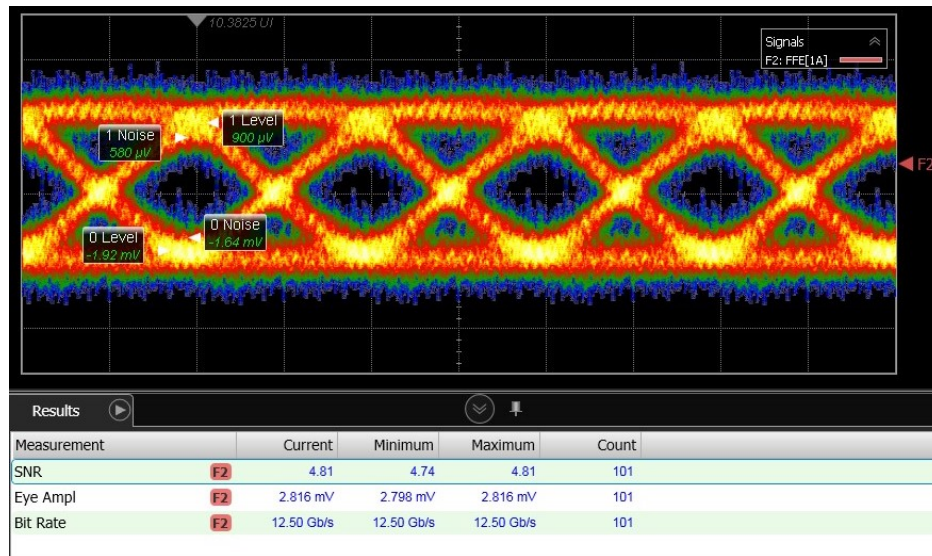 10.3825 UI
Signals
F2: FFE[1A]
1 Level
900 µV
1 Noise
580 µV
F2
0 Noise
-1.64 mV
0 Level
-1.92 mV
Results
Measurement Current Minimum Maximum Count
SNR F2 4.81 4.74 4.81 101
Eye Ampl F2 2.816 mV 2.798 mV 2.816 mV 101
Bit Rate F2 12.50 Gb/s 12.50 Gb/s 12.50 Gb/s 101